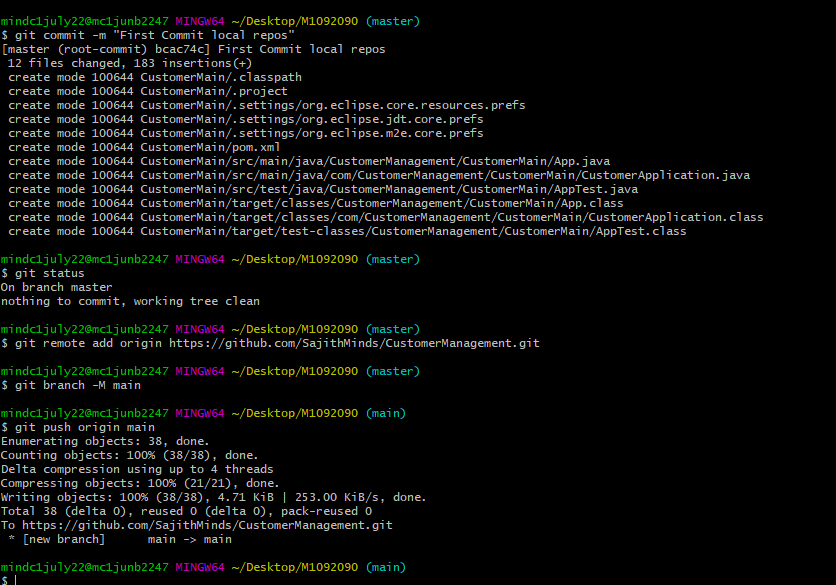 mindc1july22@mc1junb2247 MINGW64 ~/Desktop/M1092090 (master)
$ git commit -m "First Commit local repos"
[master (root-commit) bcac74c] First Commit local repos
 12 files changed, 183 insertions(+)
 create mode 100644 CustomerMain/.classpath
 create mode 100644 CustomerMain/.project
 create mode 100644 CustomerMain/.settings/org.eclipse.core.resources.prefs
 create mode 100644 CustomerMain/.settings/org.eclipse.jdt.core.prefs
 create mode 100644 CustomerMain/.settings/org.eclipse.m2e.core.prefs
 create mode 100644 CustomerMain/pom.xml
 create mode 100644 CustomerMain/src/main/java/CustomerManagement/CustomerMain/App.java
 create mode 100644 CustomerMain/src/main/java/com/CustomerManagement/CustomerMain/CustomerApplication.java
 create mode 100644 CustomerMain/src/test/java/CustomerManagement/CustomerMain/AppTest.java
 create mode 100644 CustomerMain/target/classes/CustomerManagement/CustomerMain/App.class
 create mode 100644 CustomerMain/target/classes/com/CustomerManagement/CustomerMain/CustomerApplication.class
 create mode 100644 CustomerMain/target/test-classes/CustomerManagement/CustomerMain/AppTest.class
mindc1july22@mc1junb2247 MINGW64 ~/Desktop/M1092090 (master)
$ git status
On branch master
nothing to commit, working tree clean
mindc1july22@mc1junb2247 MINGW64 ~/Desktop/M1092090 (master)
$ git remote add origin https://github.com/SajithMinds/CustomerManagement.git
mindc1july22@mc1junb2247 MINGW64 ~/Desktop/M1092090 (master)
$ git branch -M main
mindc1july22@mc1junb2247 MINGW64 ~/Desktop/M1092090 (main)
$ git push origin main
Enumerating objects: 38, done.
Counting objects: 100% (38/38), done.
Delta compression using up to 4 threads
Compressing objects: 100% (21/21), done.
Writing objects: 100% (38/38), 4.71 KiB | 253.00 KiB/s, done.
Total 38 (delta 0), reused 0 (delta 0), pack-reused 0
To https://github.com/SajithMinds/CustomerManagement.git
 * [new branch]      main -> main
mindc1july22@mc1junb2247 MINGW64 ~/Desktop/M1092090 (main)
$